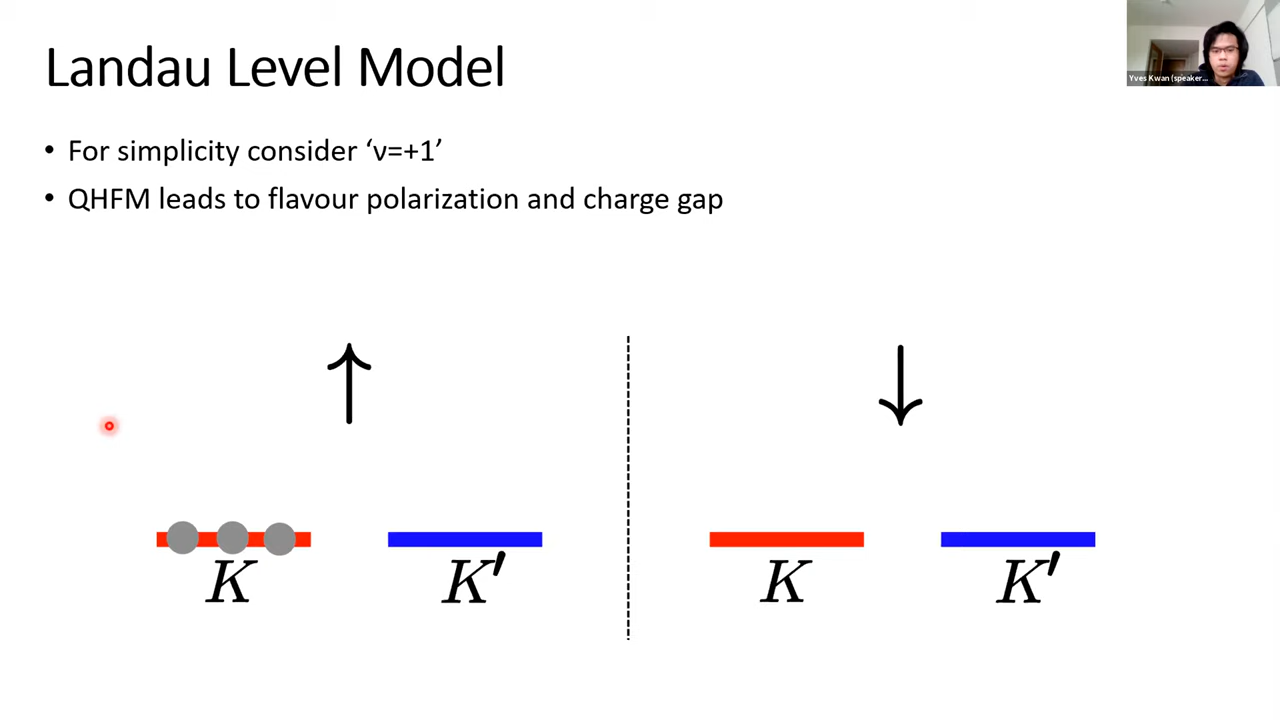 Landau Level Model
Yves Kwan (speaker...
• For simplicity consider ‘ν=+1’
• QHFM leads to flavour polarization and charge gap
↑ ↓
K K′ K K′